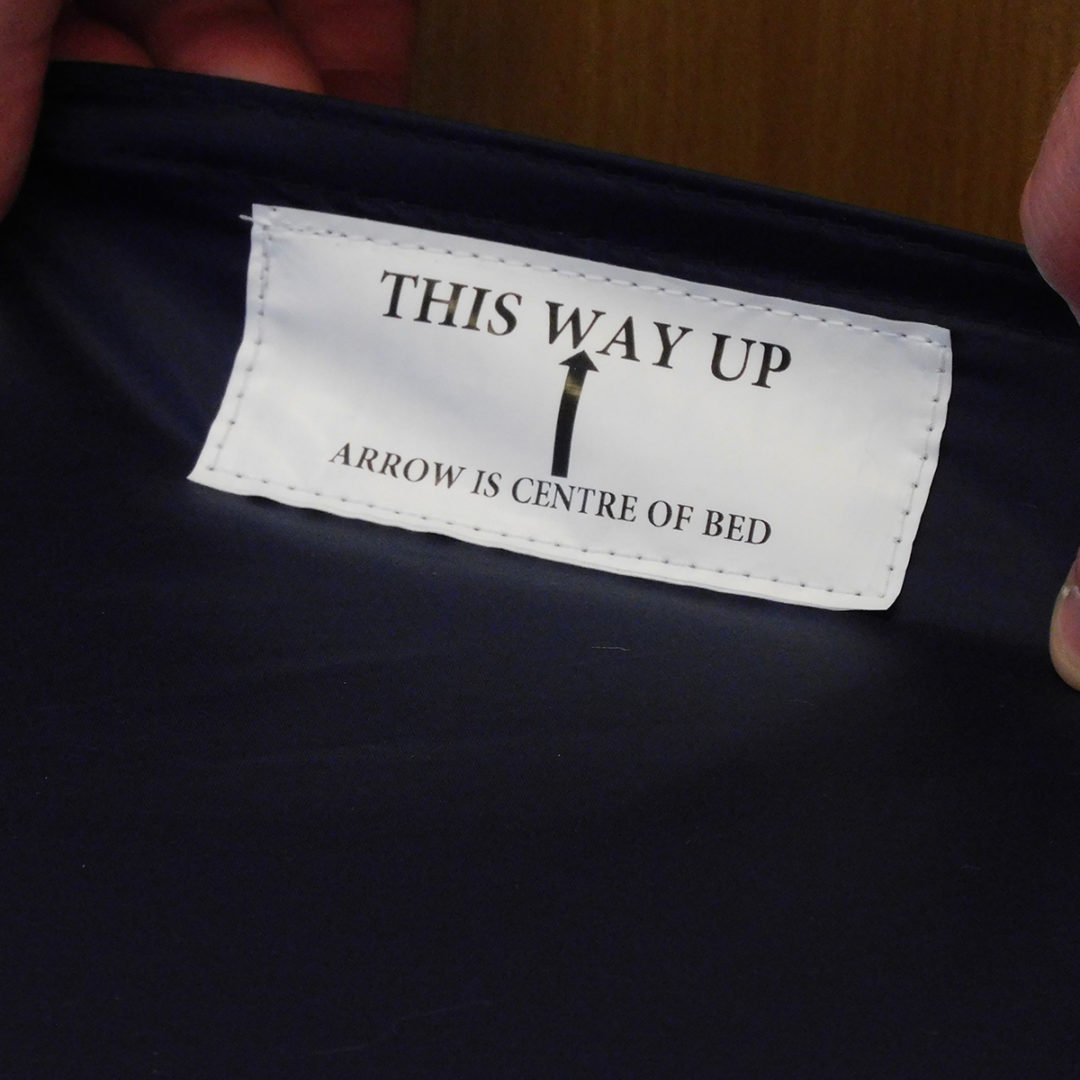 THIS WAY UP
ARROW IS CENTRE OF BED